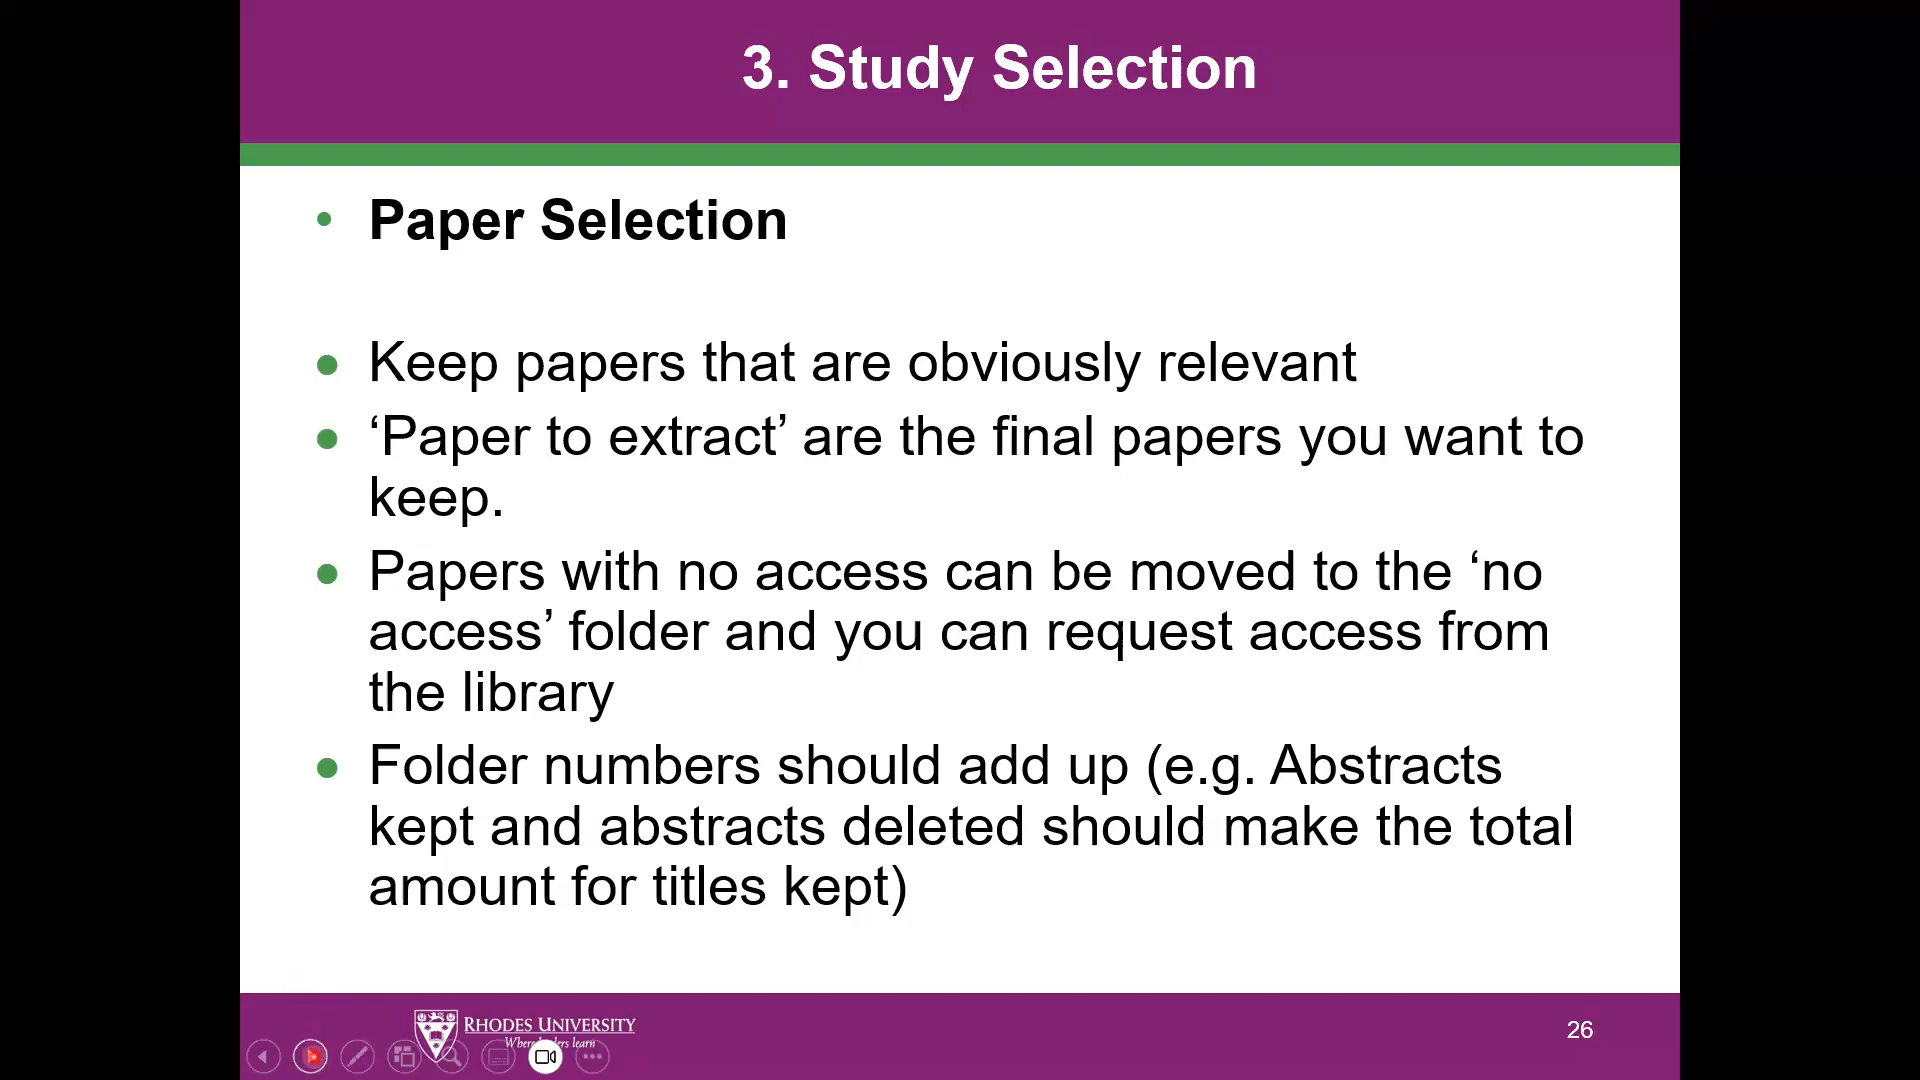 3. Study Selection
• Paper Selection
• Keep papers that are obviously relevant
• ‘Paper to extract’ are the final papers you want to
keep.
• Papers with no access can be moved to the ‘no
access’ folder and you can request access from
the library
• Folder numbers should add up (e.g. Abstracts
kept and abstracts deleted should make the total
amount for titles kept)
RHODES UNIVERSITY
learn
26